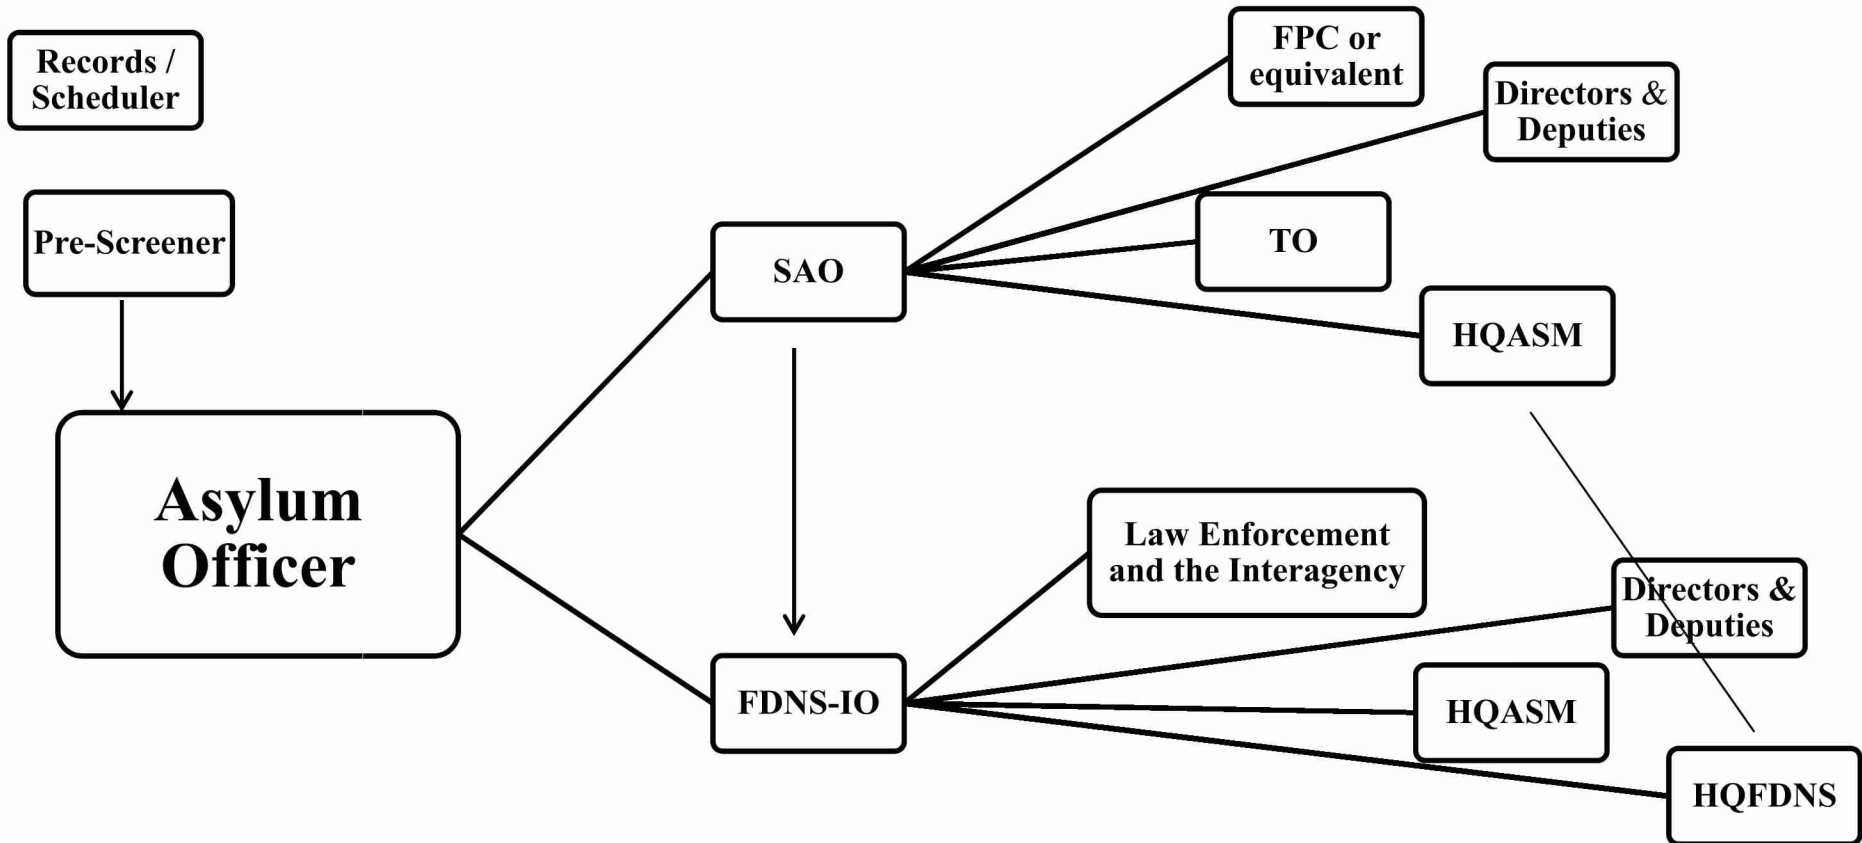 Records /
Scheduler
Pre-Screener
Asylum
Officer
SAO
FDNS-IO
FPC or
equivalent
Directors &
Deputies
TO
HQASM
Law Enforcement
and the Interagency
Directors &
Deputies
HQASM
HQFDNS